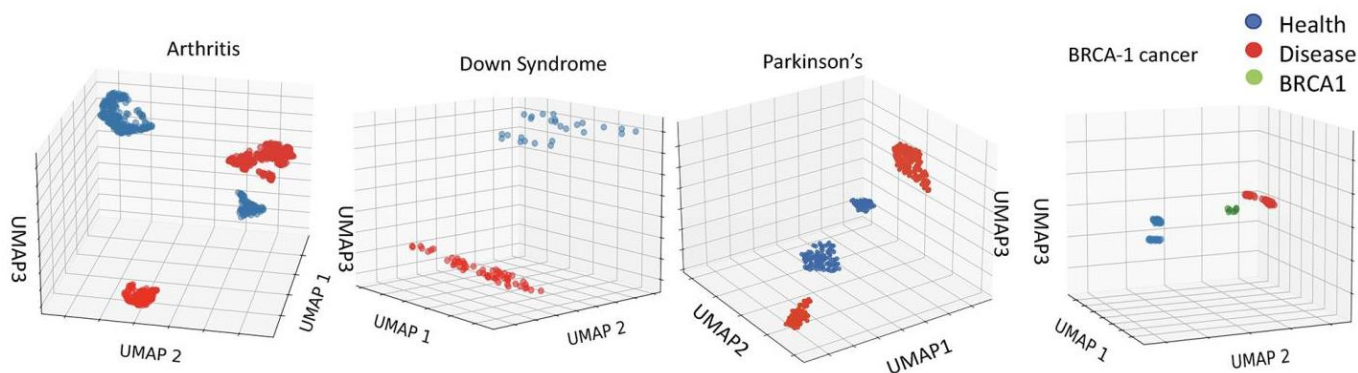 Arthritis
UMAP3
UMAP 2
UMAP 1
Down Syndrome
UMAP3
UMAP 1
UMAP 2
Parkinson's
UMAP2
UMAP1
UMAP3
BRCA-1 cancer
Health
Disease
BRCA1
UMAP3
UMAP 1
UMAP 2